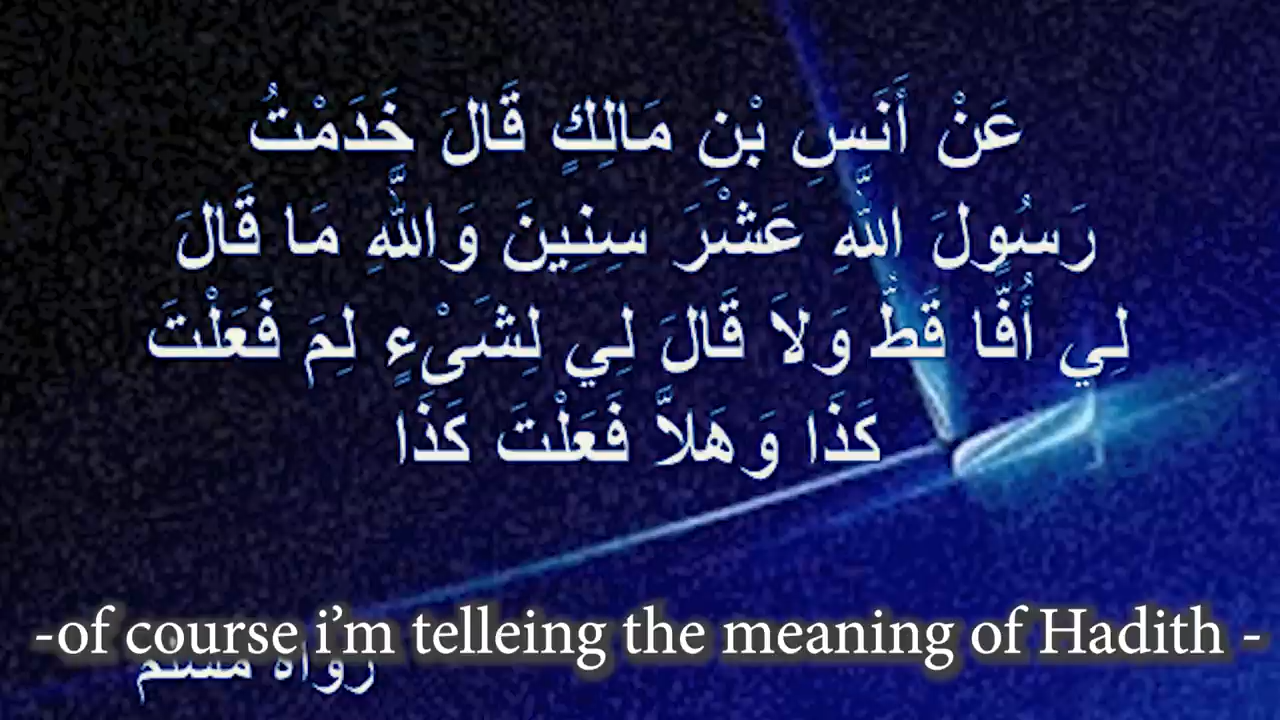 عَنْ أَنَسِ بْنِ مَالِكٍ قَالَ خَدَمْتُ
رَسُولَ اللَّهِ عَشْرَ سِنِينَ وَاللَّهِ مَا قَالَ
لِي أُفًّا قَطُّ وَلاَ قَالَ لِي لِشَىْءٍ لِمَ فَعَلْتَ
كَذَا وَهَلاَّ فَعَلْتَ كَذَا
-of course i’m telleing the meaning of Hadith -
رواه مسلم